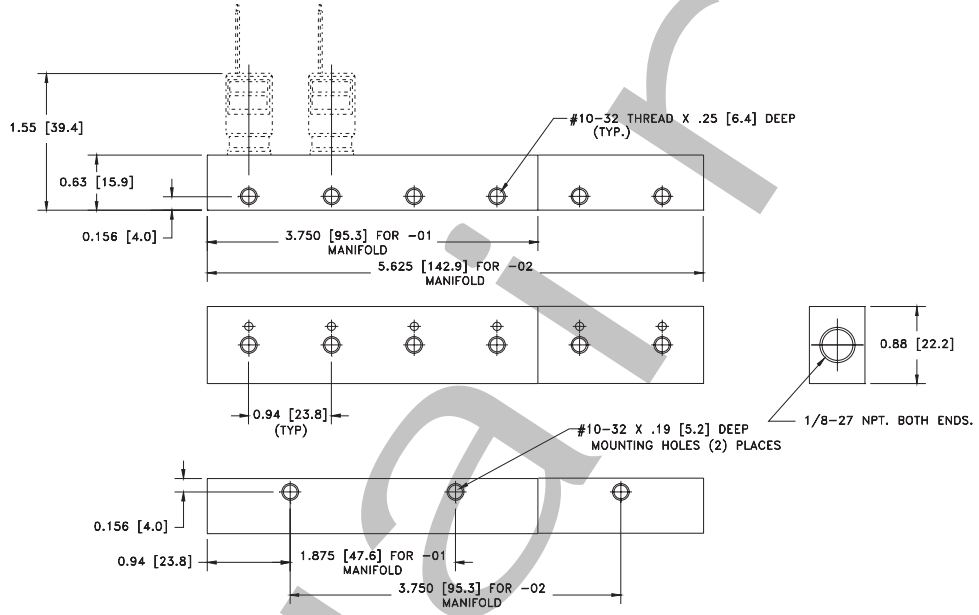 1.55 [39.4]
#10-32 THREAD X .25 [6.4] DEEP
(TYP.)
0.63 [15.9]
0.156 [4.0]
3.750 [95.3] FOR -01
MANIFOLD
5.625 [142.9] FOR -02
MANIFOLD
0.88 [22.2]
0.94 [23.8]
(TYP)
1/8-27 NPT. BOTH ENDS.
#10-32 X .19 [5.2] DEEP
MOUNTING HOLES (2) PLACES
0.156 [4.0]
0.94 [23.8]
1.875 [47.6] FOR -01
MANIFOLD
3.750 [95.3] FOR -02
MANIFOLD